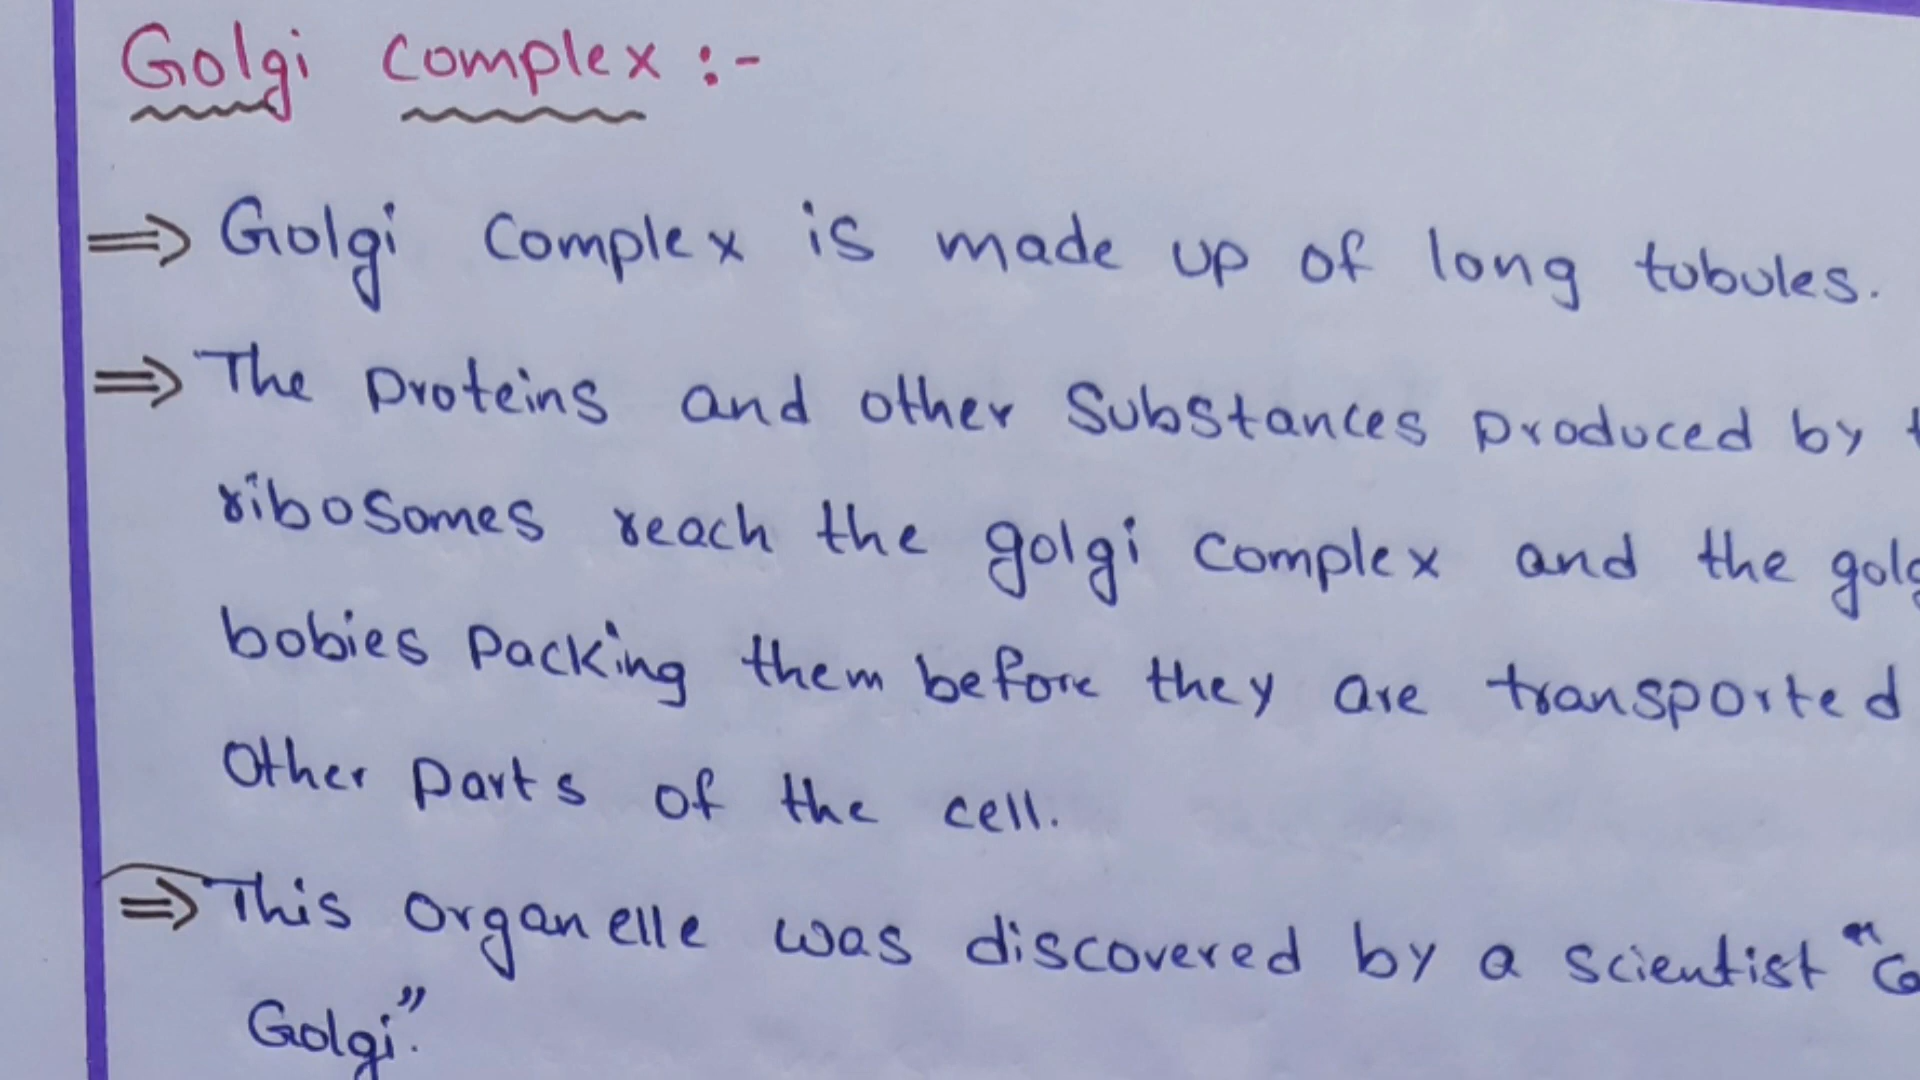 Golgi Complex :-
⇒ Golgi Complex is made up of long tubules.
⇒ The Proteins and other Substances Produced by
ribosomes reach the golgi Complex and the
bobies Packing them before they are transported
Other Parts of the cell.
⇒ This Organelle was discovered by a scientist "
Golgi."